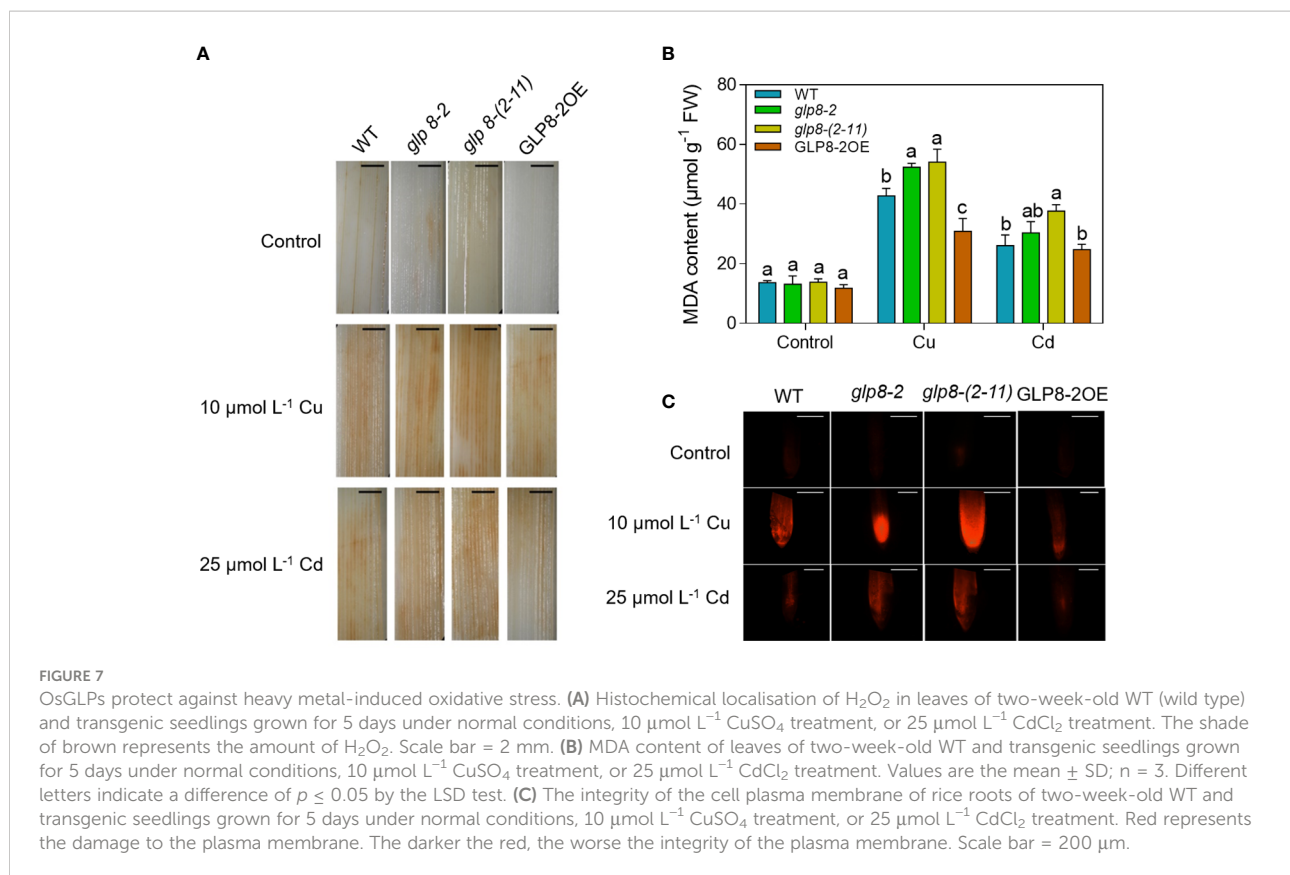 A
WT
glp 8-2
glp 8-(2-11)
GLP8-2OE
Control
10 μmol L⁻¹ Cu
25 μmol L⁻¹ Cd
B
MDA content (μmol g⁻¹ FW)
80
60
40
20
0
WT
glp8-2
glp8-(2-11)
GLP8-2OE
a a a a
b a a c
b ab a b
Control Cu Cd
C
WT glp8-2 glp8-(2-11) GLP8-2OE
Control
10 μmol L⁻¹ Cu
25 μmol L⁻¹ Cd
FIGURE 7
OsGLPs protect against heavy metal-induced oxidative stress. (A) Histochemical localisation of H₂O₂ in leaves of two-week-old WT (wild type)
and transgenic seedlings grown for 5 days under normal conditions, 10 μmol L⁻¹ CuSO₄ treatment, or 25 μmol L⁻¹ CdCl₂ treatment. The shade
of brown represents the amount of H₂O₂. Scale bar = 2 mm. (B) MDA content of leaves of two-week-old WT and transgenic seedlings grown
for 5 days under normal conditions, 10 μmol L⁻¹ CuSO₄ treatment, or 25 μmol L⁻¹ CdCl₂ treatment. Values are the mean ± SD; n = 3. Different
letters indicate a difference of p ≤ 0.05 by the LSD test. (C) The integrity of the cell plasma membrane of rice roots of two-week-old WT and
transgenic seedlings grown for 5 days under normal conditions, 10 μmol L⁻¹ CuSO₄ treatment, or 25 μmol L⁻¹ CdCl₂ treatment. Red represents
the damage to the plasma membrane. The darker the red, the worse the integrity of the plasma membrane. Scale bar = 200 μm.